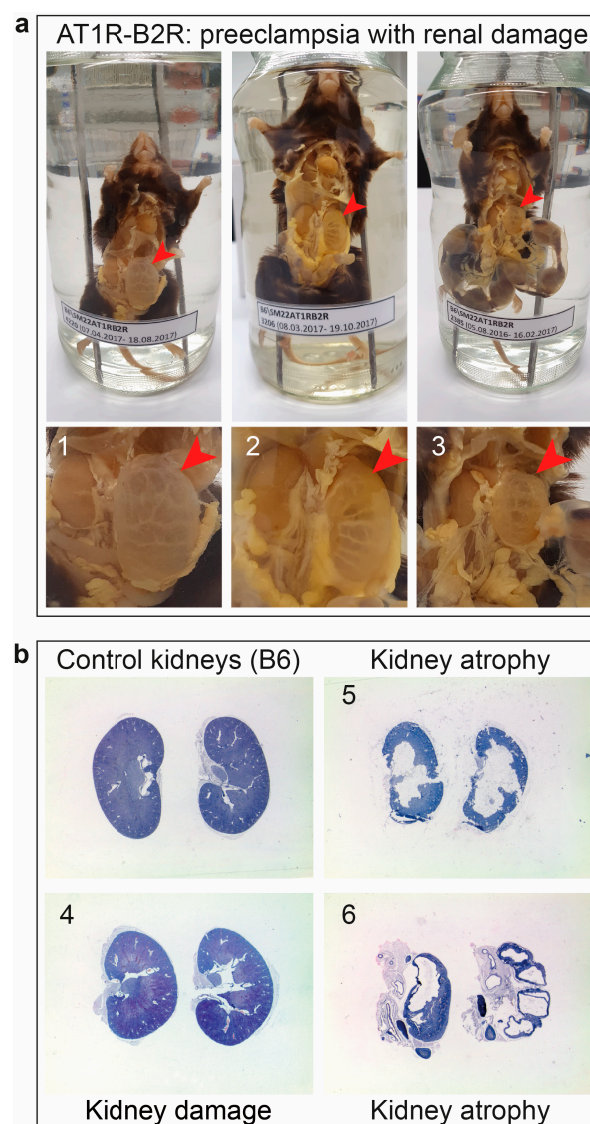 a
AT1R-B2R: preeclampsia with renal damage
B6\SM22AT1RB2R
(07.04.2017- 18.08.2017)
B6\SM22AT1RB2R
(08.03.2017- 19.10.2017)
B6\SM22AT1RB2R
2385 (05.08.2016- 16.02.2017)
1
2
3
b
Control kidneys (B6)
Kidney atrophy
5
4
6
Kidney damage
Kidney atrophy